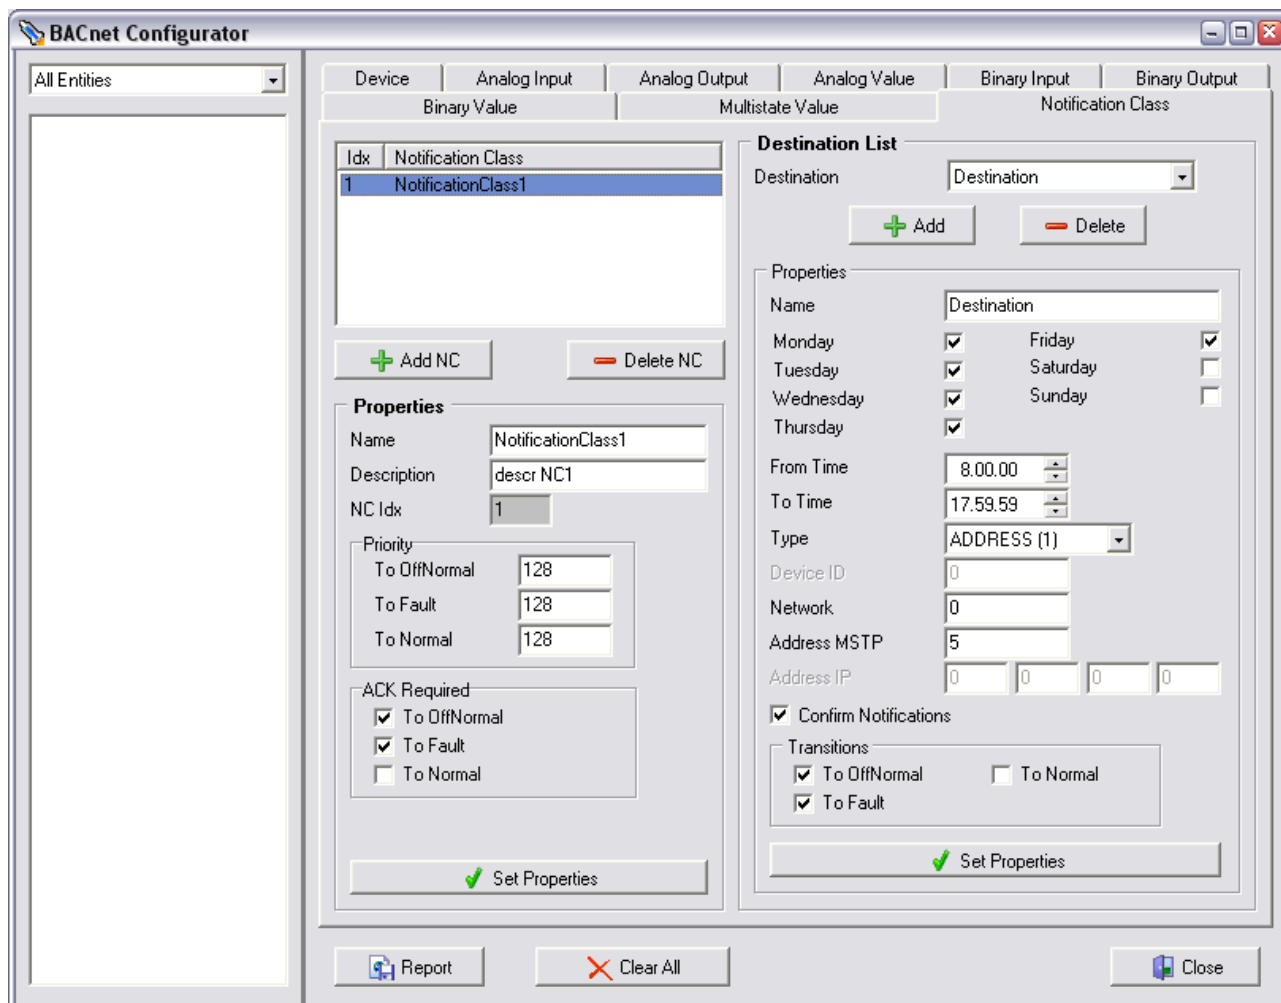 BACnet Configurator
All Entities
Device Analog Input Analog Output Analog Value Binary Input Binary Output
Binary Value Multistate Value Notification Class
Idx Notification Class
1 NotificationClass1
Add NC Delete NC
Properties
Name NotificationClass1
Description descr NC1
NC Idx 1
Priority
To OffNormal 128
To Fault 128
To Normal 128
ACK Required
To OffNormal
To Fault
To Normal
Set Properties
Destination List
Destination Destination
Add Delete
Properties
Name Destination
Monday Friday
Tuesday Saturday
Wednesday Sunday
Thursday
From Time 8.00.00
To Time 17.59.59
Type ADDRESS (1)
Device ID 0
Network 0
Address MSTP 5
Address IP 0 0 0 0
Confirm Notifications
Transitions
To OffNormal To Normal
To Fault
Set Properties
Report Clear All Close